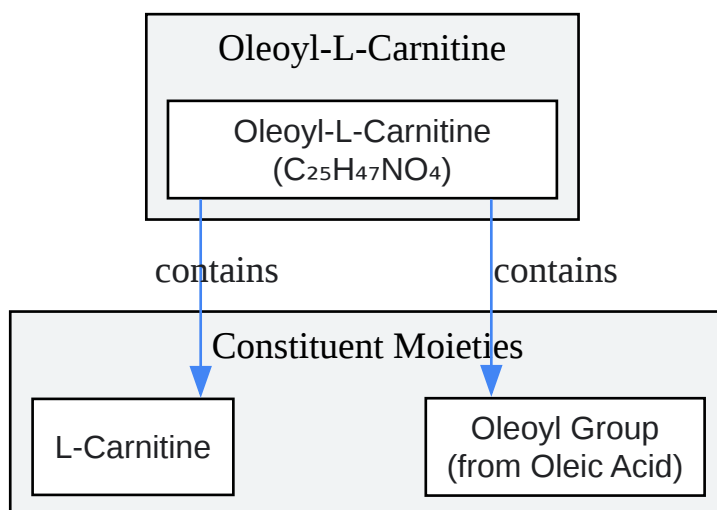 Oleoyl-L-Carnitine
Oleoyl-L-Carnitine
(C₂₅H₄₇NO₄)
contains
contains
Constituent Moieties
L-Carnitine
Oleoyl Group
(from Oleic Acid)